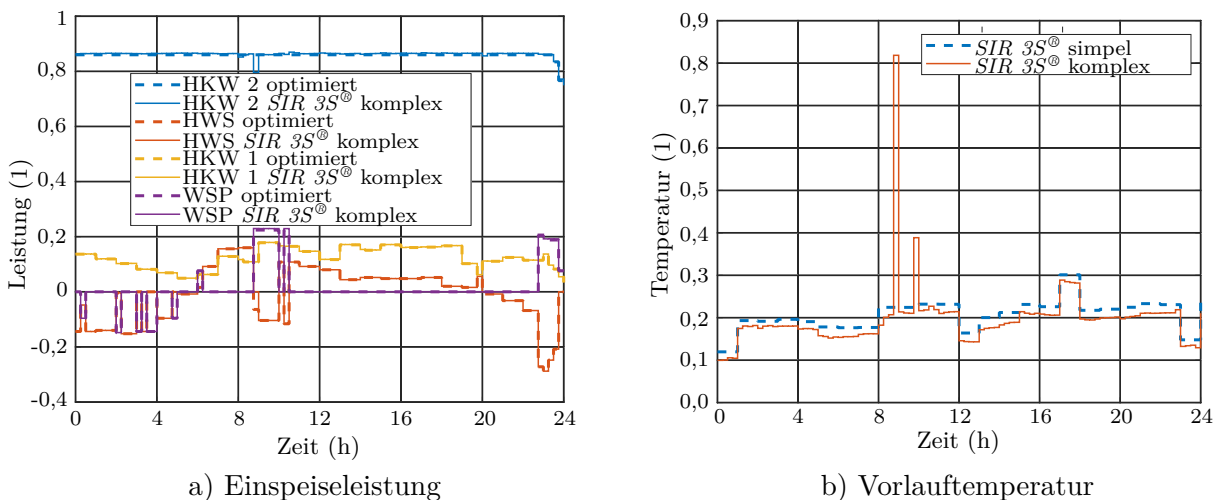 1
0,8
0,6
0,4
0,2
0
-0,2
-0,4
Leistung (1)
HKW 2 optimiert
HKW 2 SIR 3S® komplex
HWS optimiert
HWS SIR 3S® komplex
HKW 1 optimiert
HKW 1 SIR 3S® komplex
WSP optimiert
WSP SIR 3S® komplex
0 4 8 12 16 20 24
Zeit (h)
a) Einspeiseleistung
0,9
0,8
0,7
0,6
0,5
0,4
0,3
0,2
0,1
0,0
Temperatur (1)
SIR 3S® simpel
SIR 3S® komplex
0 4 8 12 16 20 24
Zeit (h)
b) Vorlauftemperatur